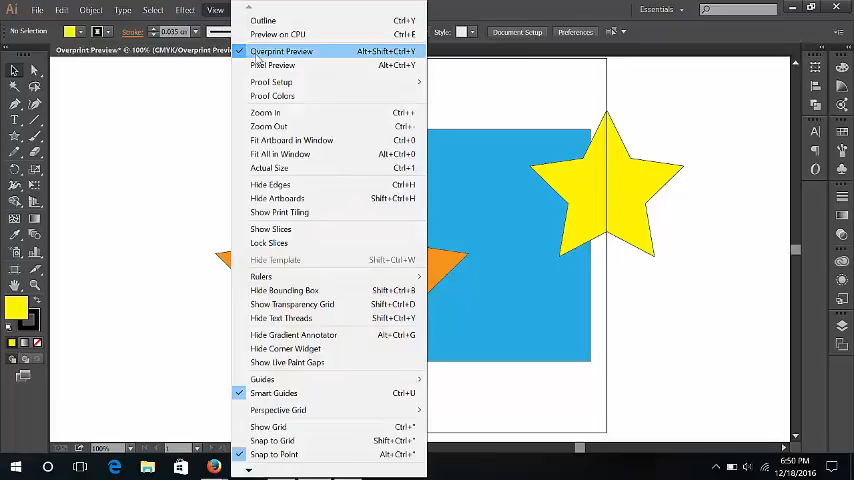 Ai File Edit Object Type Select Effect View
Essentials
No Selection Stroke: 0.035 in Style: Document Setup Preferences
Overprint Preview* @ 100% (CMYK/Overprint Previ
Outline Ctrl+Y
Preview on CPU Ctrl+E
Overprint Preview Alt+Shift+Ctrl+Y
Pixel Preview Alt+Ctrl+Y
Proof Setup
Proof Colors
Zoom In Ctrl++
Zoom Out Ctrl+-
Fit Artboard in Window Ctrl+0
Fit All in Window Alt+Ctrl+0
Actual Size Ctrl+1
Hide Edges Ctrl+H
Hide Artboards Shift+Ctrl+H
Show Print Tiling
Show Slices
Lock Slices
Hide Template Shift+Ctrl+W
Rulers
Hide Bounding Box Shift+Ctrl+B
Show Transparency Grid Shift+Ctrl+D
Hide Text Threads Shift+Ctrl+Y
Hide Gradient Annotator Alt+Ctrl+G
Hide Corner Widget
Show Live Paint Gaps
Guides
Smart Guides Ctrl+U
Perspective Grid
Show Grid Ctrl+"
Snap to Grid Shift+Ctrl+"
Snap to Point Alt+Ctrl+"
100% 1
6:50 PM
12/18/2016